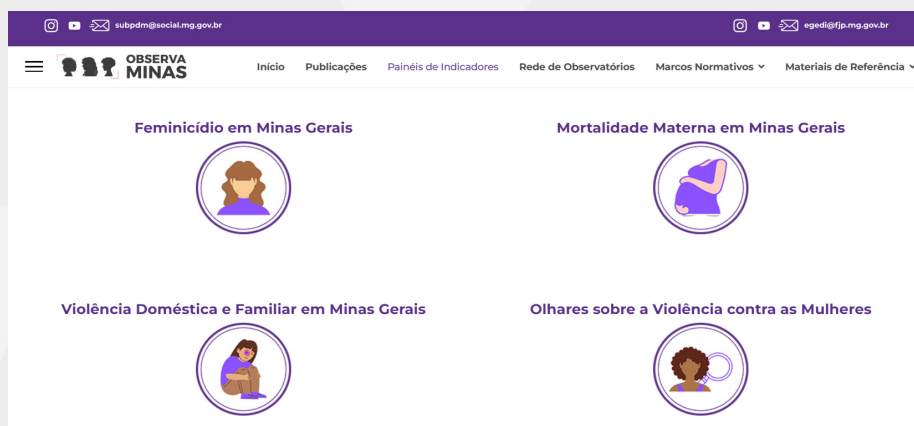 subpdm@social.mg.gov.br
egedi@fjp.mg.gov.br
OBSERVA
MINAS
Início Publicações Painéis de Indicadores Rede de Observatórios Marcos Normativos Materiais de Referência
Feminicídio em Minas Gerais
Mortalidade Materna em Minas Gerais
Violência Doméstica e Familiar em Minas Gerais
Olhares sobre a Violência contra as Mulheres